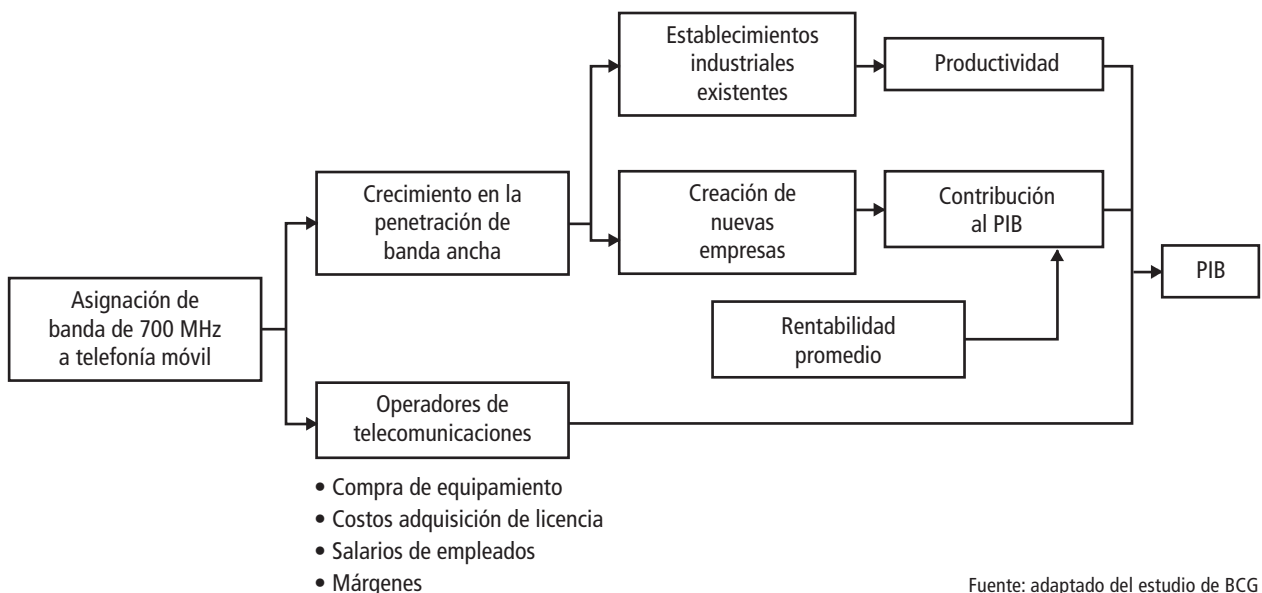 Establecimientos
industriales
existentes
Productividad
Crecimiento en la
penetración de
banda ancha
Creación de
nuevas
empresas
Contribución
al PIB
PIB
Asignación de
banda de 700 MHz
a telefonía móvil
Rentabilidad
promedio
Operadores de
telecomunicaciones
• Compra de equipamiento
• Costos adquisición de licencia
• Salarios de empleados
• Márgenes
Fuente: adaptado del estudio de BCG